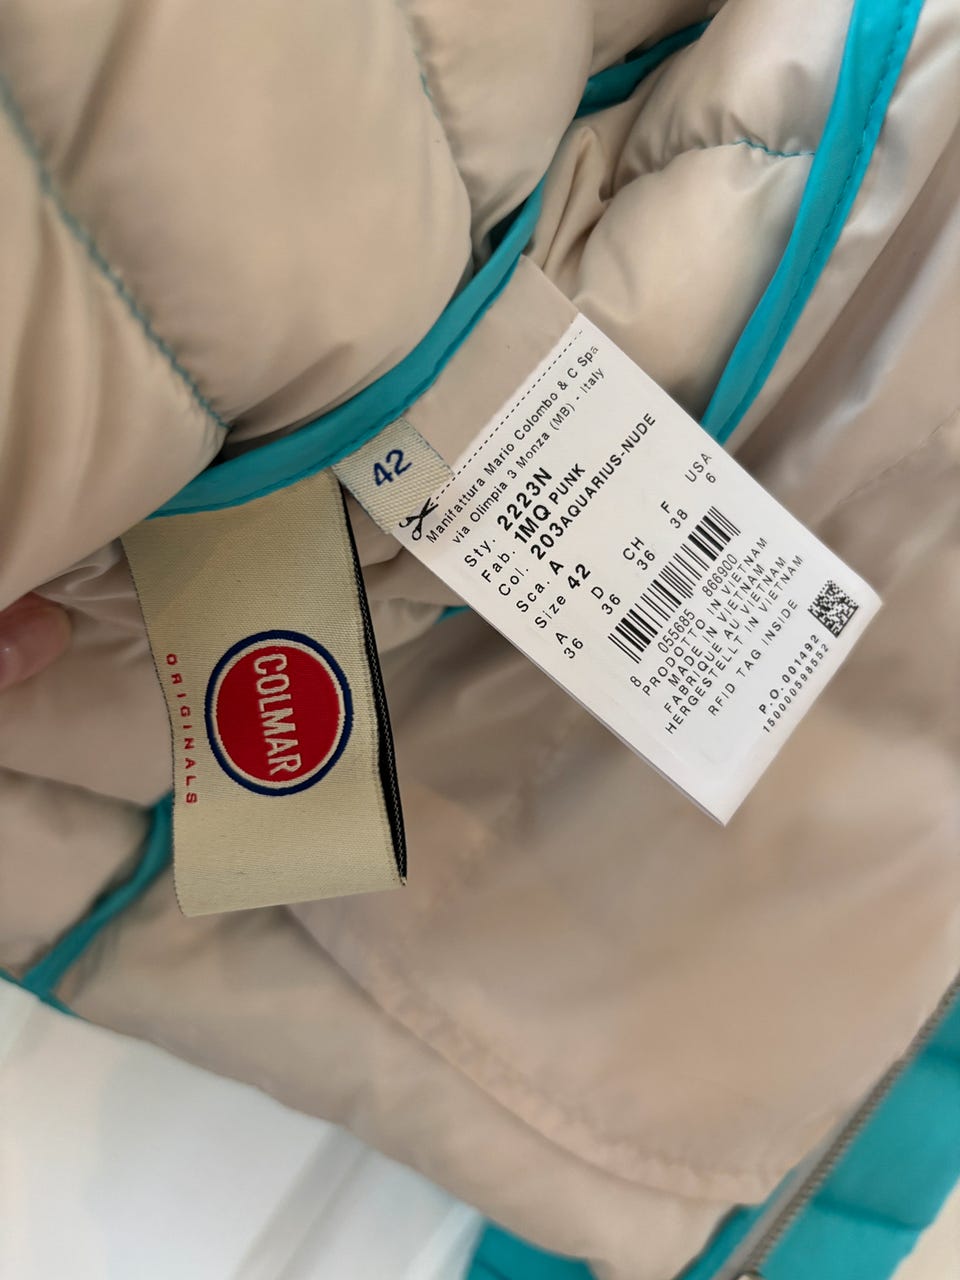 42
COLMAR
ORIGINALS
Manifattura Mario Colombo & C Spa
via Olimpia 3 Monza (MB) - Italy
Sty. 2223N
Fab. 1MQ PUNK
Col. 203AQUARIUS-NUDE
Sca. A
Size 42
A D CH F USA
36 36 36 38 6
8 055685 866900
PRODOTTO IN VIETNAM
MADE IN VIETNAM
FABRIQUE AU VIETNAM
HERGESTELLT IN VIETNAM
RFID TAG INSIDE
P.O. 001492
150000598552